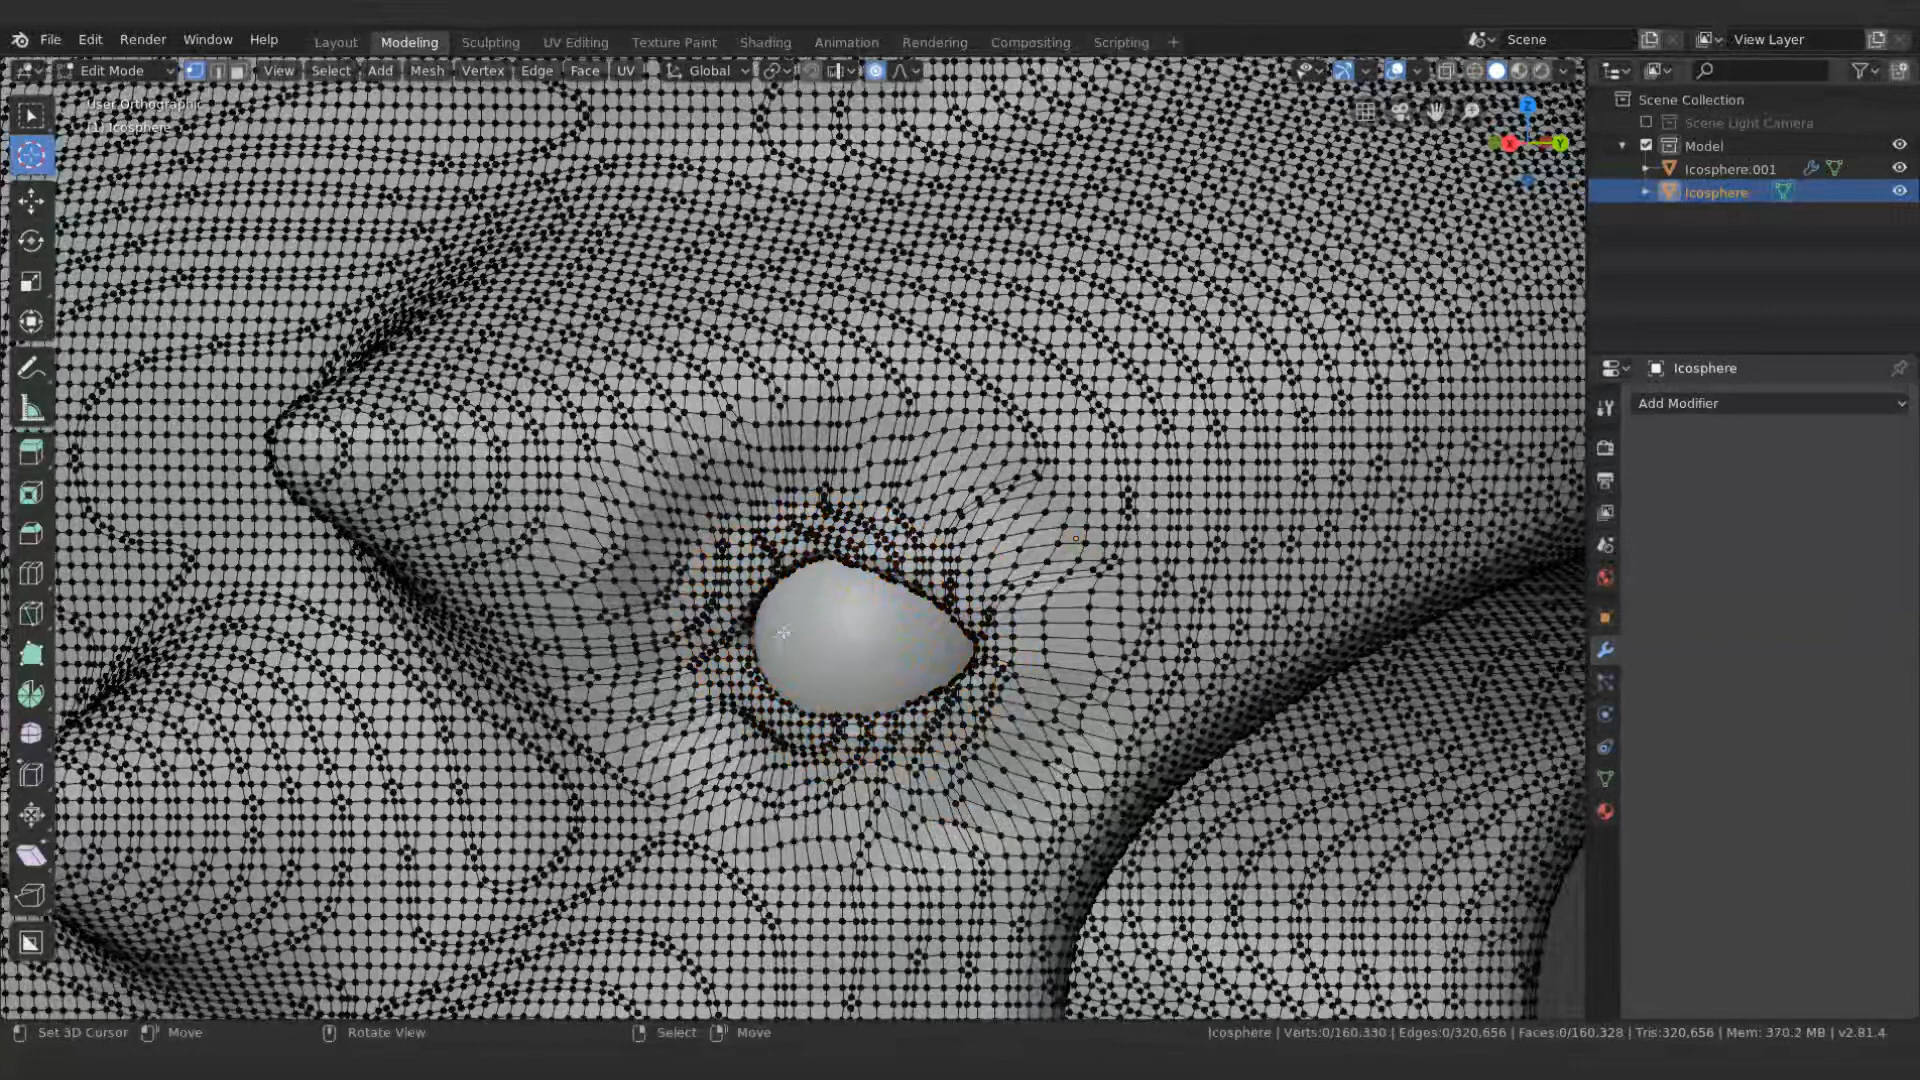 File Edit Render Window Help Layout Modeling Sculpting UV Editing Texture Paint Shading Animation Rendering Compositing Scripting + Scene View Layer
Edit Mode View Select Add Mesh Vertex Edge Face UV Global
User Orthographic
(1) Icosphere
Z
X Y
Scene Collection
Scene Light Camera
Model
Icosphere.001
Icosphere
Icosphere
Add Modifier
Set 3D Cursor Move Rotate View Select Move Icosphere | Verts:0/160,330 | Edges:0/320,656 | Faces:0/160,328 | Tris:320,656 | Mem: 370.2 MB | v2.81.4